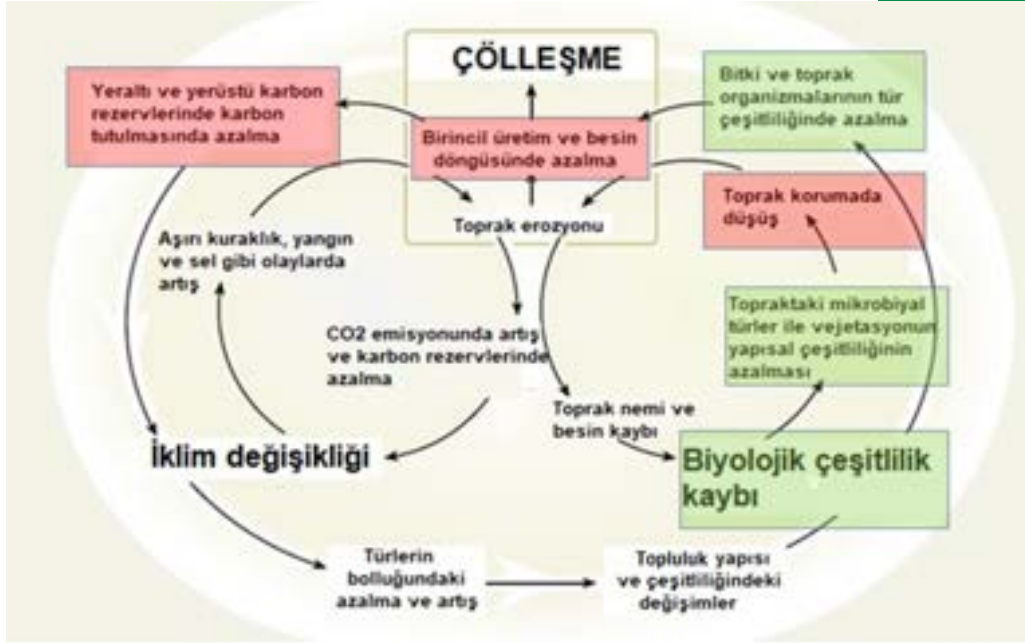 ÇÖLLEŞME
Yeraltı ve yerüstü karbon
rezervlerinde karbon
tutulmasında azalma
Birincil üretim ve besin
döngüsünde azalma
Bitki ve toprak
organizmalarının tür
çeşitliliğinde azalma
Toprak korumada
düşüş
Toprak erozyonu
Aşırı kuraklık, yangın
ve sel gibi olaylarda
artış
Topraktaki mikrobiyal
türler ile vejetasyonun
yapısal çeşitliliğinin
azalması
CO2 emisyonunda artış
ve karbon rezervlerinde
azalma
Toprak nemi ve
besin kaybı
İklim değişikliği
Biyolojik çeşitlilik
kaybı
Türlerin
bolluğundaki
azalma ve artış
Topluluk yapısı
ve çeşitliliğindeki
değişimler